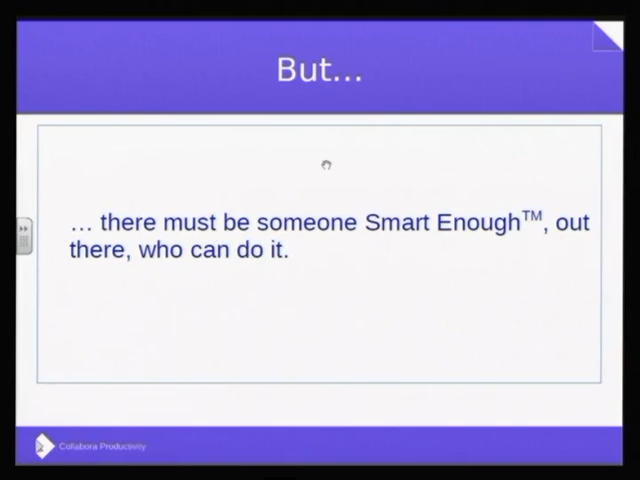 But...
... there must be someone Smart Enough™, out
there, who can do it.
Collabora Productivity